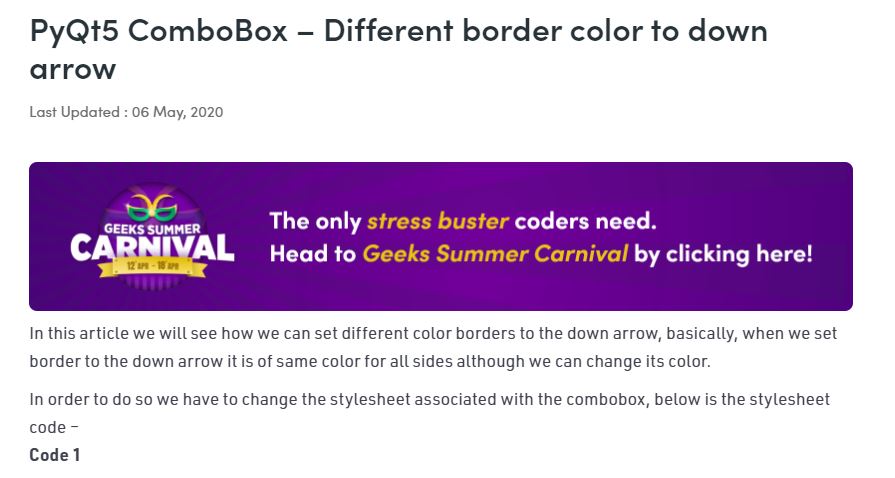 PyQt5 ComboBox – Different border color to down
arrow
Last Updated : 06 May, 2020
GEEKS SUMMER
CARNIVAL
12 APR - 18 APR
The only stress buster coders need.
Head to Geeks Summer Carnival by clicking here!
In this article we will see how we can set different color borders to the down arrow, basically, when we set
border to the down arrow it is of same color for all sides although we can change its color.
In order to do so we have to change the stylesheet associated with the combobox, below is the stylesheet
code –
Code 1